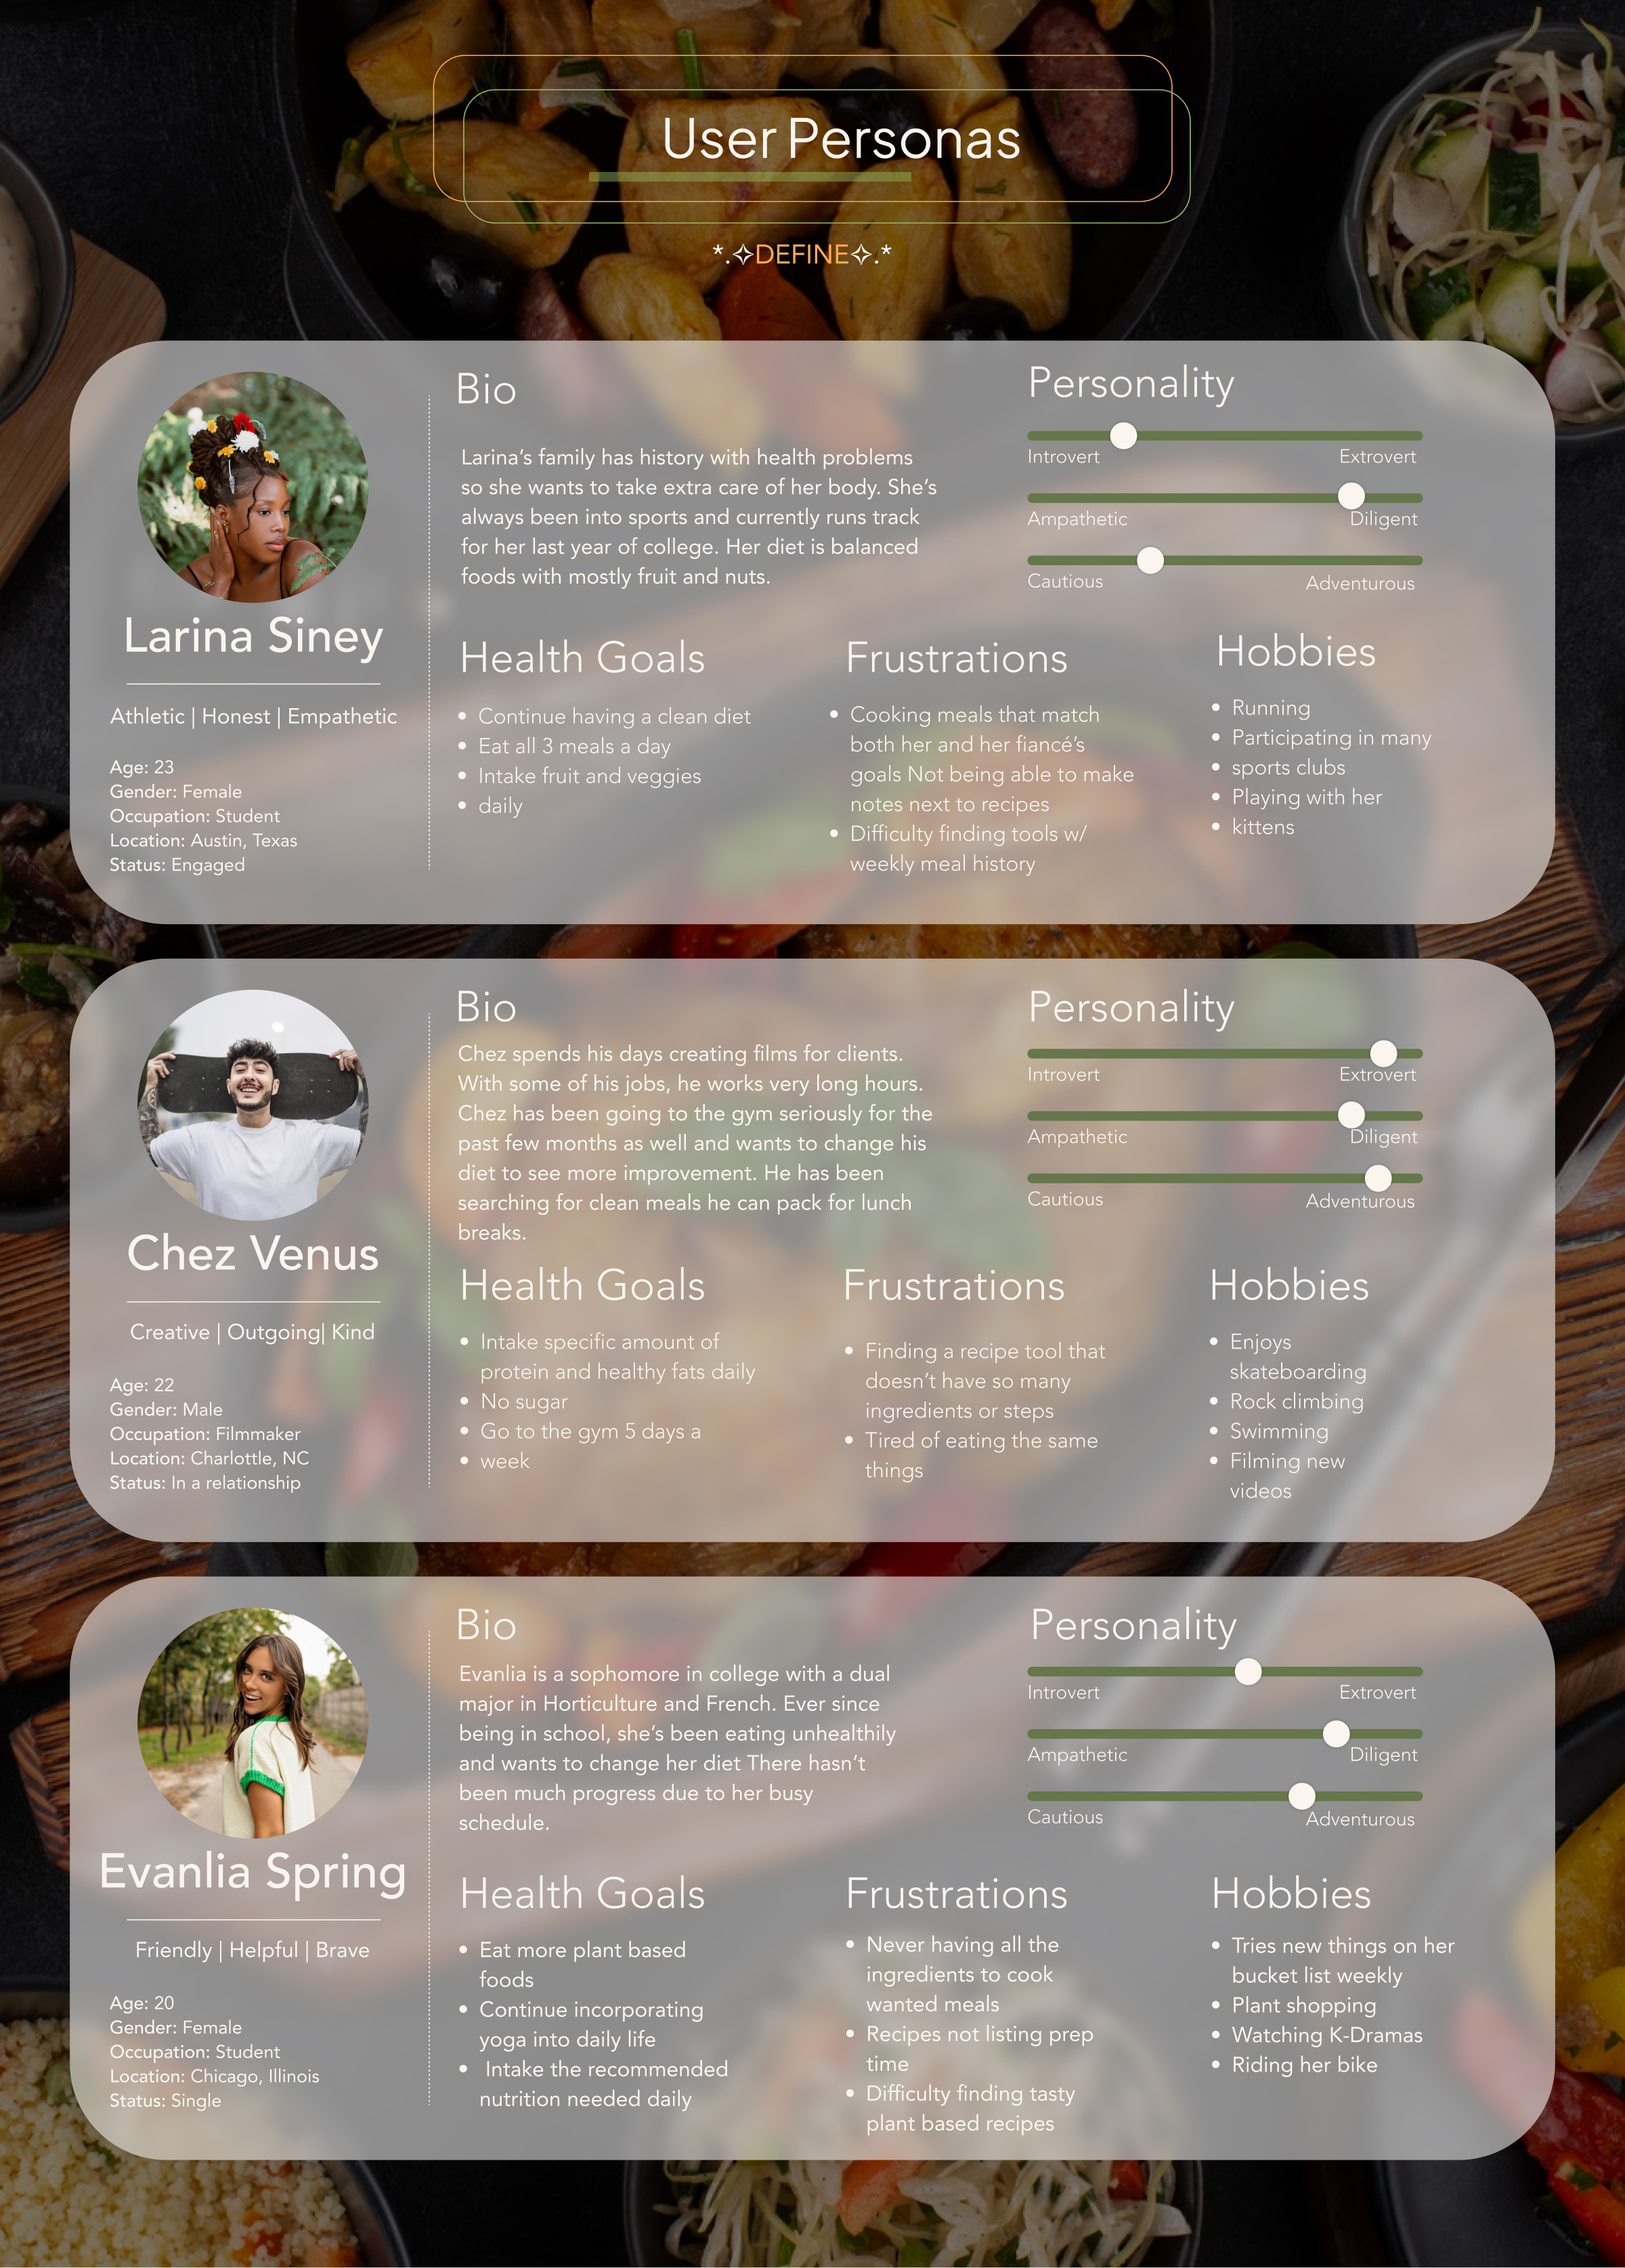 User Personas
*.✧DEFINE✧.*
Larina Siney
Athletic | Honest | Empathetic
Age: 23
Gender: Female
Occupation: Student
Location: Austin, Texas
Status: Engaged
Bio
Larina's family has history with health problems
so she wants to take extra care of her body. She's
always been into sports and currently runs track
for her last year of college. Her diet is balanced
foods with mostly fruit and nuts.
Personality
Introvert Extrovert
Ampathetic Diligent
Cautious Adventurous
Health Goals
• Continue having a clean diet
• Eat all 3 meals a day
• Intake fruit and veggies
• daily
Frustrations
• Cooking meals that match
both her and her fiancé's
goals Not being able to make
notes next to recipes
• Difficulty finding tools w/
weekly meal history
Hobbies
• Running
• Participating in many
• sports clubs
• Playing with her
• kittens
Chez Venus
Creative | Outgoing| Kind
Age: 22
Gender: Male
Occupation: Filmmaker
Location: Charlottle, NC
Status: In a relationship
Bio
Chez spends his days creating films for clients.
With some of his jobs, he works very long hours.
Chez has been going to the gym seriously for the
past few months as well and wants to change his
diet to see more improvement. He has been
searching for clean meals he can pack for lunch
breaks.
Personality
Introvert Extrovert
Ampathetic Diligent
Cautious Adventurous
Health Goals
• Intake specific amount of
protein and healthy fats daily
• No sugar
• Go to the gym 5 days a
• week
Frustrations
• Finding a recipe tool that
doesn't have so many
ingredients or steps
• Tired of eating the same
things
Hobbies
• Enjoys
skateboarding
• Rock climbing
• Swimming
• Filming new
videos
Evanlia Spring
Friendly | Helpful | Brave
Age: 20
Gender: Female
Occupation: Student
Location: Chicago, Illinois
Status: Single
Bio
Evanlia is a sophomore in college with a dual
major in Horticulture and French. Ever since
being in school, she's been eating unhealthily
and wants to change her diet There hasn't
been much progress due to her busy
schedule.
Personality
Introvert Extrovert
Ampathetic Diligent
Cautious Adventurous
Health Goals
• Eat more plant based
foods
• Continue incorporating
yoga into daily life
• Intake the recommended
nutrition needed daily
Frustrations
• Never having all the
ingredients to cook
wanted meals
• Recipes not listing prep
time
• Difficulty finding tasty
plant based recipes
Hobbies
• Tries new things on her
bucket list weekly
• Plant shopping
• Watching K-Dramas
• Riding her bike